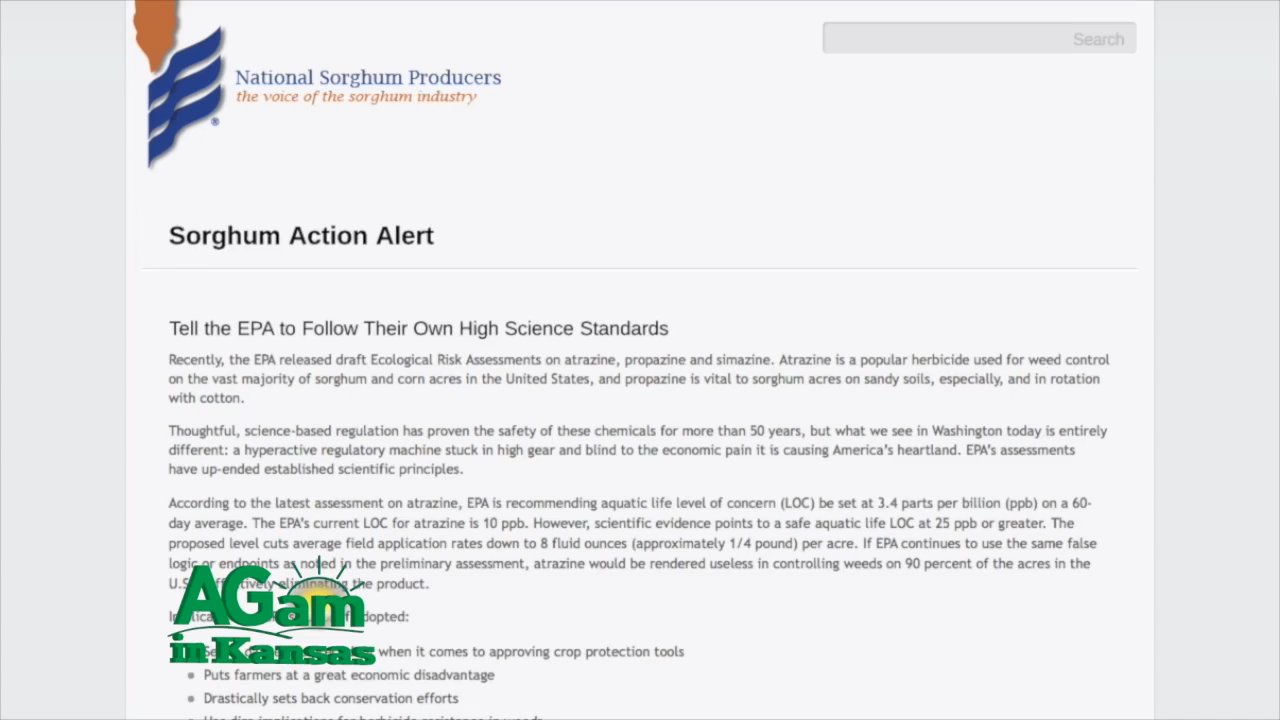 Search
National Sorghum Producers
the voice of the sorghum industry
®
Sorghum Action Alert
Tell the EPA to Follow Their Own High Science Standards
Recently, the EPA released draft Ecological Risk Assessments on atrazine, propazine and simazine. Atrazine is a popular herbicide used for weed control
on the vast majority of sorghum and corn acres in the United States, and propazine is vital to sorghum acres on sandy soils, especially, and in rotation
with cotton.
Thoughtful, science-based regulation has proven the safety of these chemicals for more than 50 years, but what we see in Washington today is entirely
different: a hyperactive regulatory machine stuck in high gear and blind to the economic pain it is causing America's heartland. EPA's assessments
have up-ended established scientific principles.
According to the latest assessment on atrazine, EPA is recommending aquatic life level of concern (LOC) be set at 3.4 parts per billion (ppb) on a 60-
day average. The EPA's current LOC for atrazine is 10 ppb. However, scientific evidence points to a safe aquatic life LOC at 25 ppb or greater. The
proposed level cuts average field application rates down to 8 fluid ounces (approximately 1/4 pound) per acre. If EPA continues to use the same false
logic or endpoints as noted in the preliminary assessment, atrazine would be rendered useless in controlling weeds on 90 percent of the acres in the
eliminating the product.
adopted:
when it comes to approving crop protection tools
Puts farmers at a great economic disadvantage
Drastically sets back conservation efforts
AGam
in Kansas